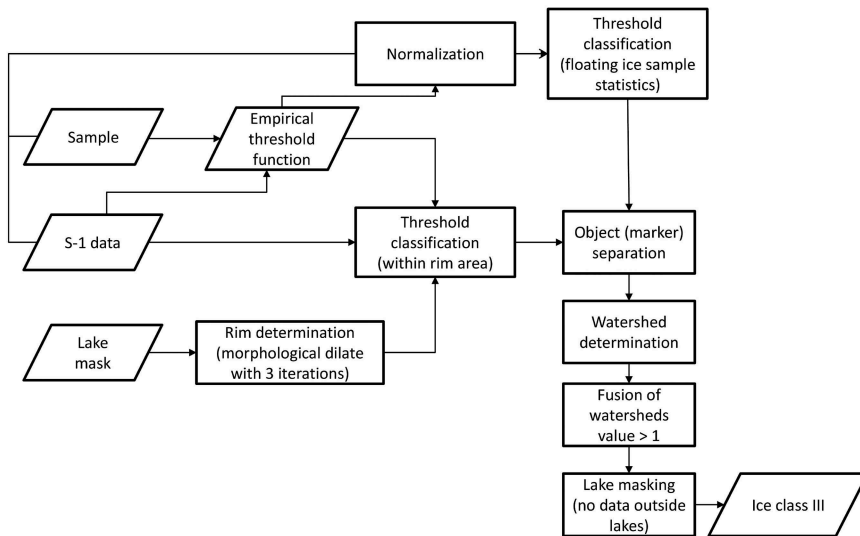 Normalization
Threshold
classification
(floating ice sample
statistics)
Sample
Empirical
threshold
function
S-1 data
Threshold
classification
(within rim area)
Object (marker)
separation
Lake
mask
Rim determination
(morphological dilate
with 3 iterations)
Watershed
determination
Fusion of
watersheds
value > 1
Lake masking
(no data outside
lakes)
Ice class III